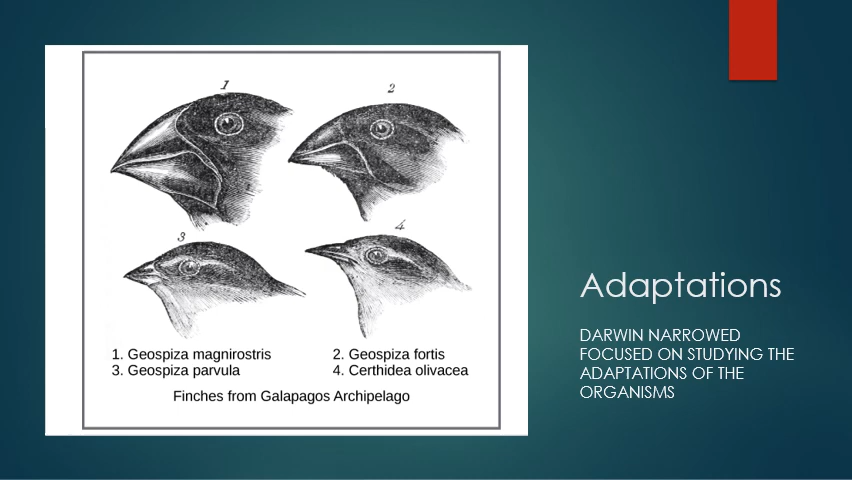 1
2
3
4
1. Geospiza magnirostris
2. Geospiza fortis
3. Geospiza parvula
4. Certhidea olivacea
Finches from Galapagos Archipelago
Adaptations
DARWIN NARROWED
FOCUSED ON STUDYING THE
ADAPTATIONS OF THE
ORGANISMS